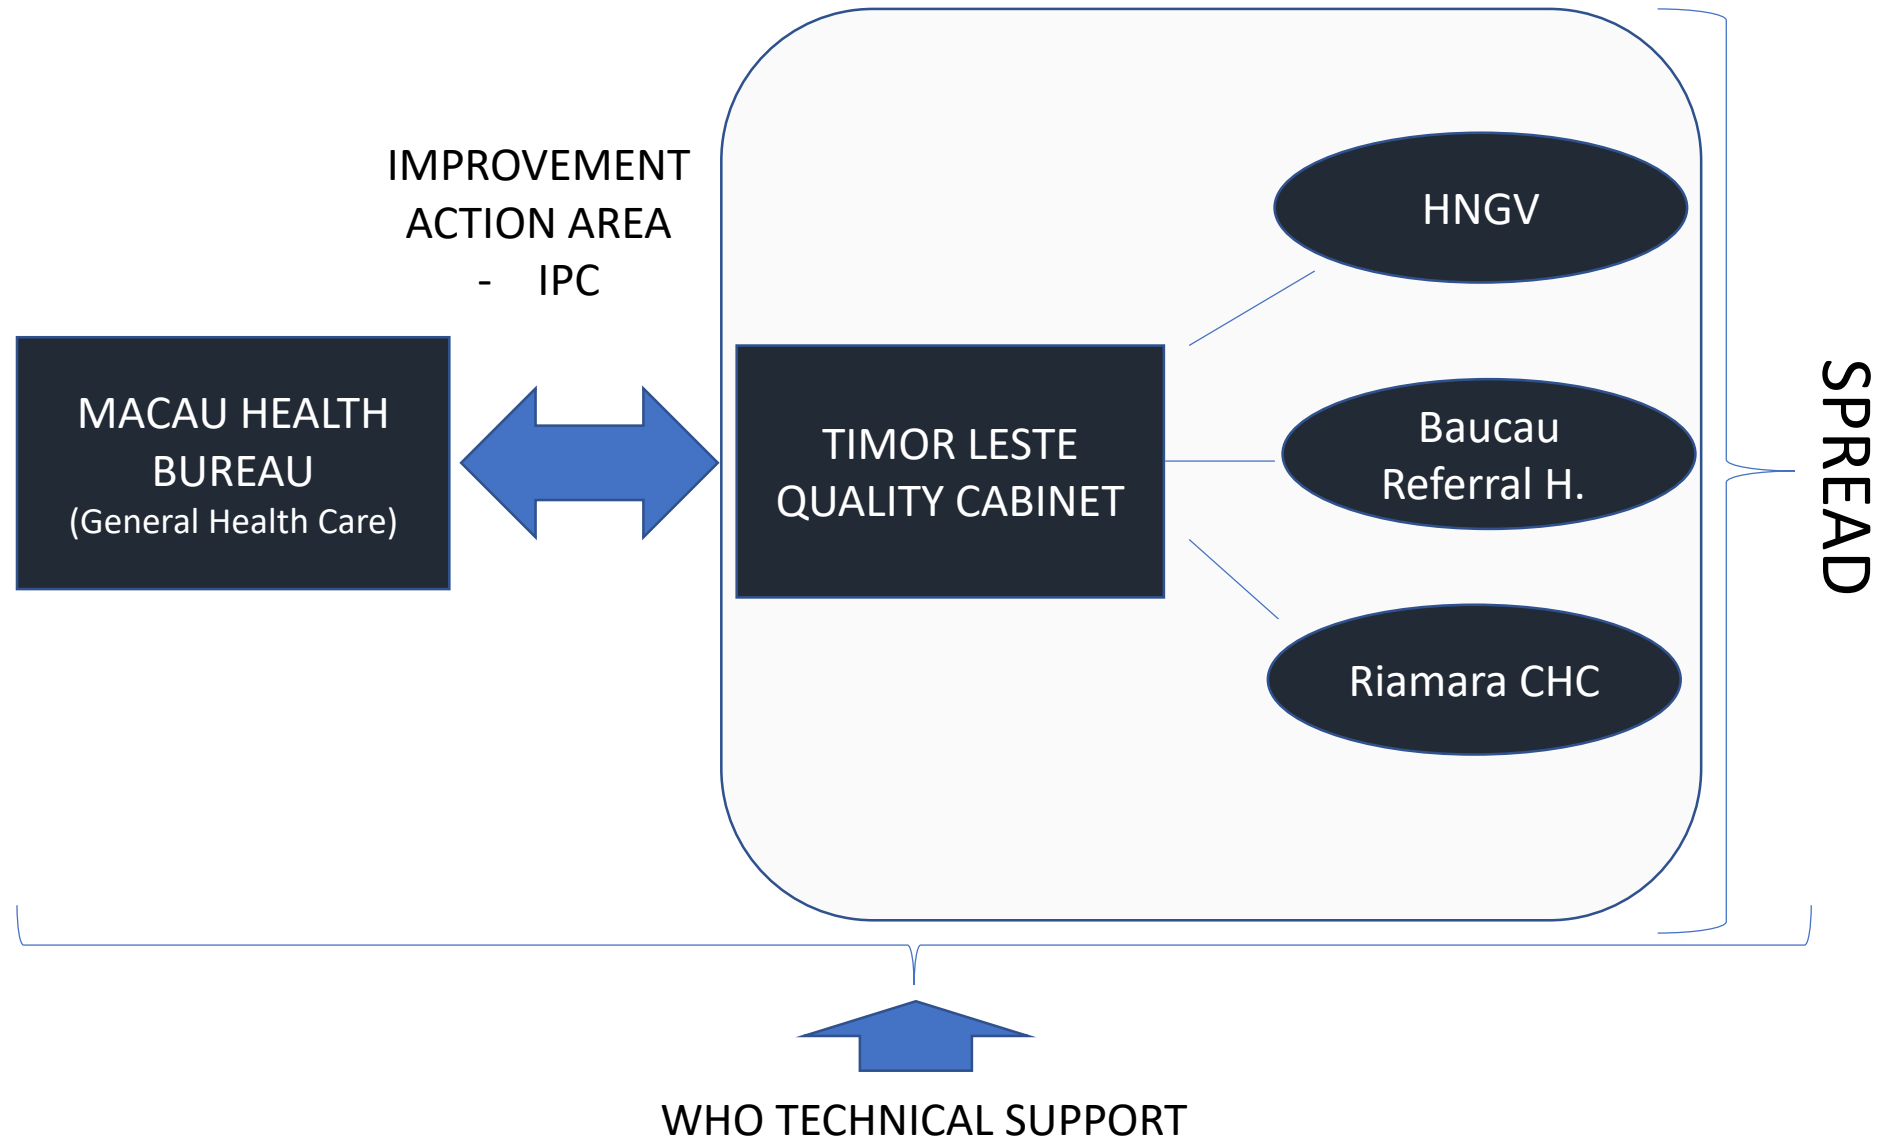 IMPROVEMENT
ACTION AREA
- IPC
MACAU HEALTH
BUREAU
(General Health Care)
TIMOR LESTE
QUALITY CABINET
HNGV
Baucau
Referral H.
Riamara CHC
SPREAD
WHO TECHNICAL SUPPORT